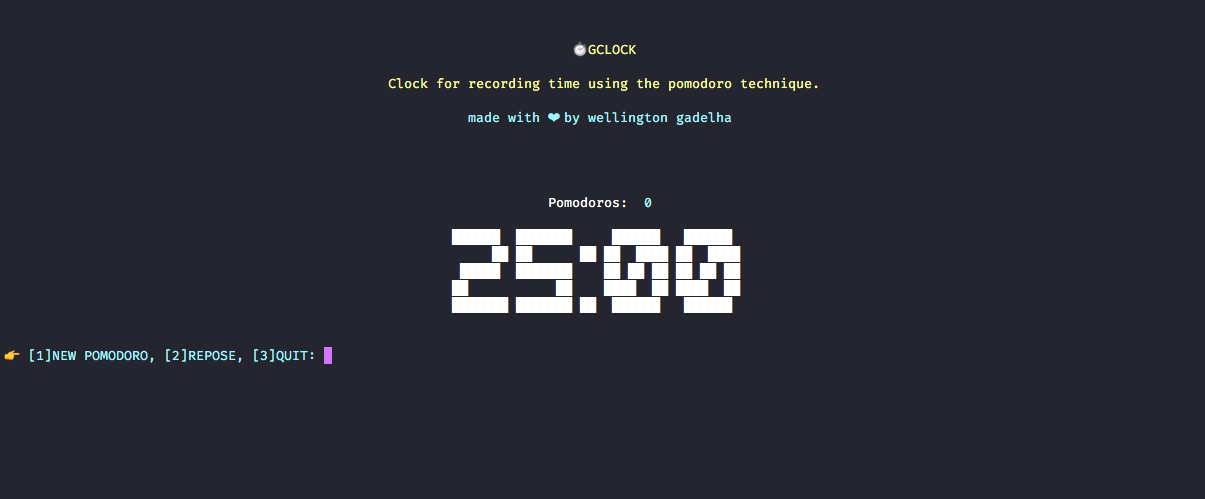 ⏱GCLOCK
Clock for recording time using the pomodoro technique.
made with ❤ by wellington gadelha
Pomodoros: 0
25:00
👉 [1]NEW POMODORO, [2]REPOSE, [3]QUIT: